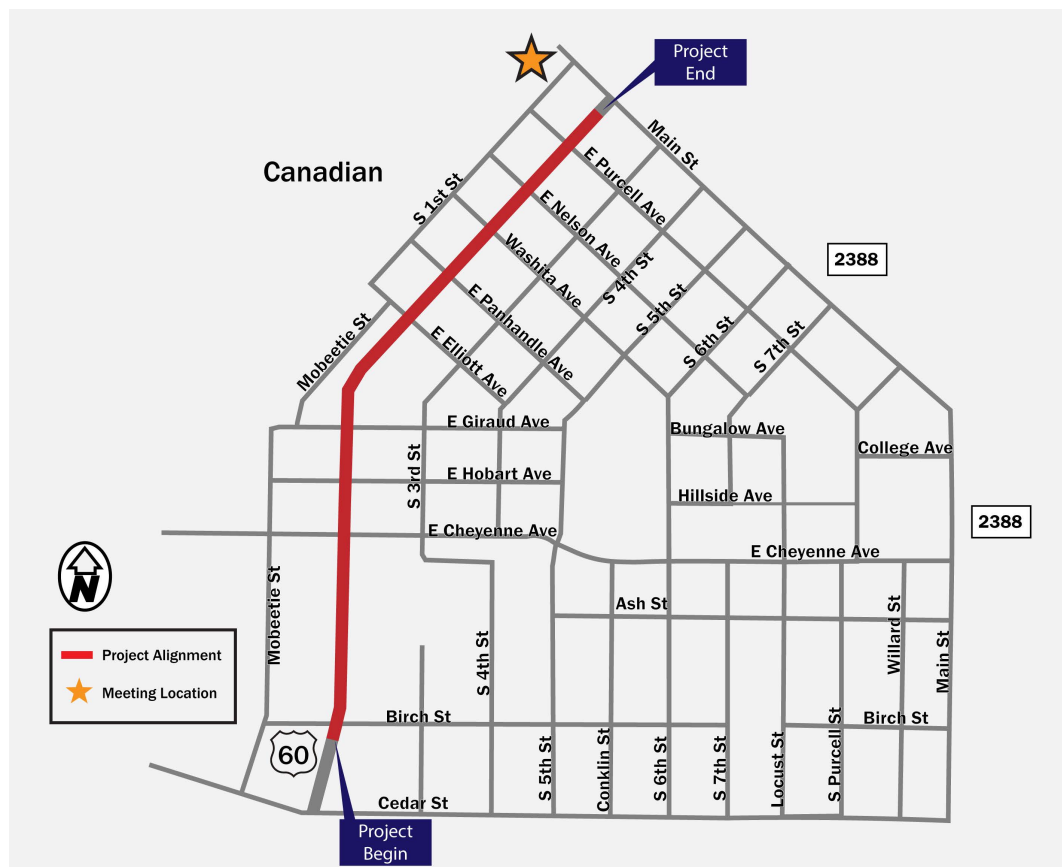 Project
End
Main St
E Purcell Ave
Canadian
S 1st St
E Nelson Ave
Washita Ave
S 4th St
2388
E Panhandle Ave
S 5th St
Mobeetie St
E Elliott Ave
S 6th St
S 7th St
E Giraud Ave
Bungalow Ave
College Ave
S 3rd St
E Hobart Ave
Hillside Ave
2388
E Cheyenne Ave
E Cheyenne Ave
N
Mobeetie St
Ash St
Willard St
Project Alignment
S 4th St
Main St
Meeting Location
Birch St
Birch St
60
S 5th St
Conklin St
S 6th St
S 7th St
Locust St
S Purcell St
Cedar St
Project
Begin